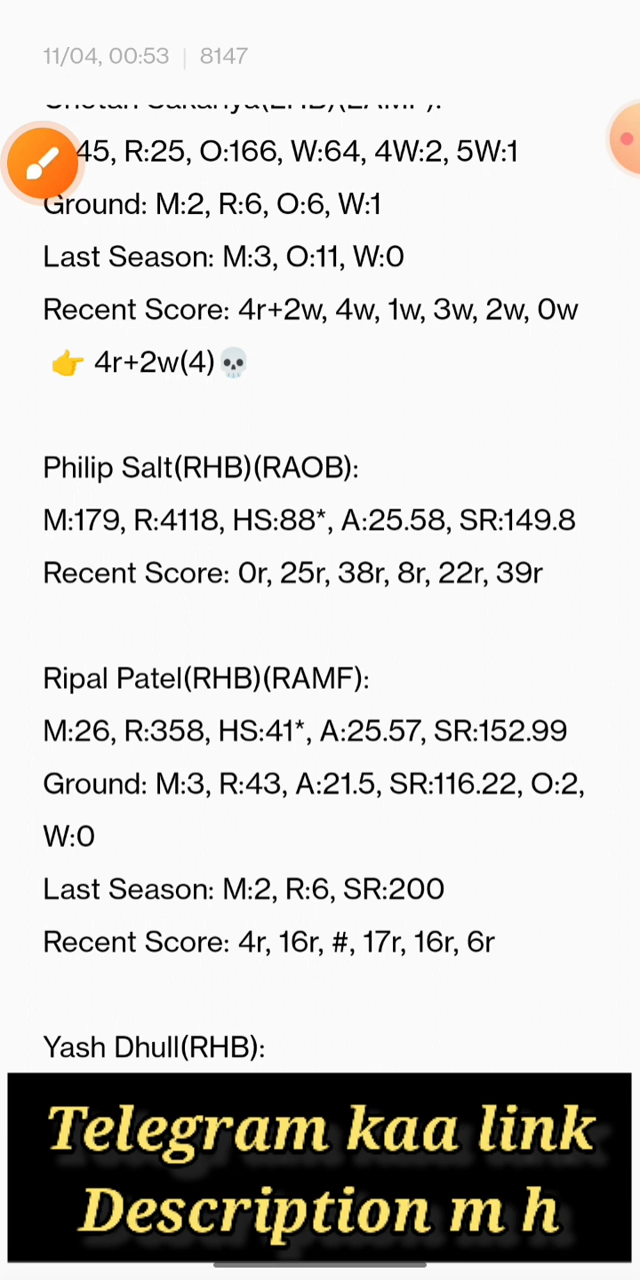 11/04, 00:53 | 8147
45, R:25, O:166, W:64, 4W:2, 5W:1
Ground: M:2, R:6, O:6, W:1
Last Season: M:3, O:11, W:0
Recent Score: 4r+2w, 4w, 1w, 3w, 2w, 0w
👉 4r+2w(4)💀
Philip Salt(RHB)(RAOB):
M:179, R:4118, HS:88*, A:25.58, SR:149.8
Recent Score: 0r, 25r, 38r, 8r, 22r, 39r
Ripal Patel(RHB)(RAMF):
M:26, R:358, HS:41*, A:25.57, SR:152.99
Ground: M:3, R:43, A:21.5, SR:116.22, O:2,
W:0
Last Season: M:2, R:6, SR:200
Recent Score: 4r, 16r, #, 17r, 16r, 6r
Yash Dhull(RHB):
Telegram kaa link
Description m h